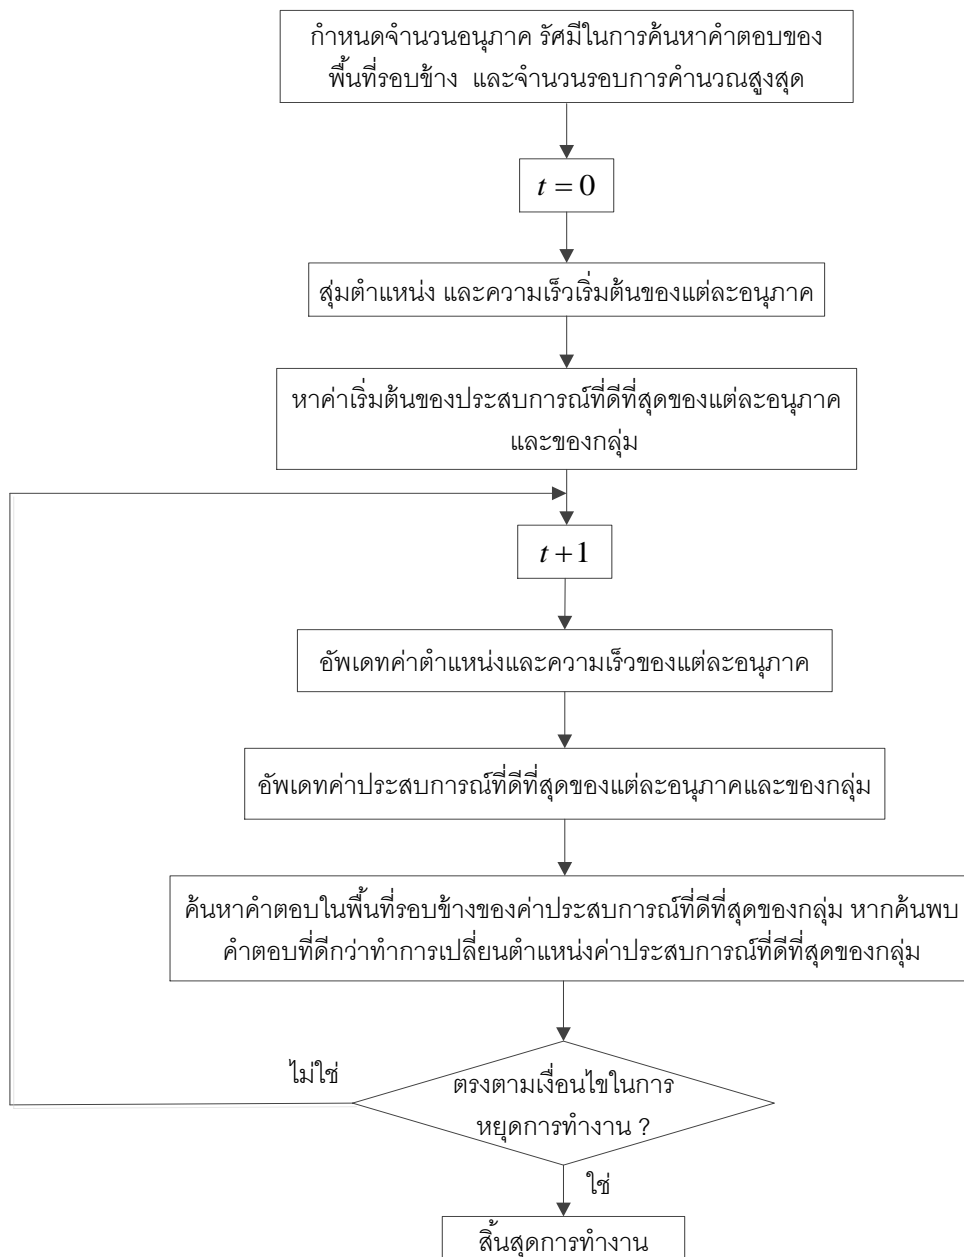 กำหนดจำนวนอนุภาค รัศมีในการค้นหาคำตอบของ
พื้นที่รอบข้าง และจำนวนรอบการคำนวณสูงสุด
t = 0
สุ่มตำแหน่ง และความเร็วเริ่มต้นของแต่ละอนุภาค
หาค่าเริ่มต้นของประสบการณ์ที่ดีที่สุดของแต่ละอนุภาค
และของกลุ่ม
t + 1
อัพเดทค่าตำแหน่งและความเร็วของแต่ละอนุภาค
อัพเดทค่าประสบการณ์ที่ดีที่สุดของแต่ละอนุภาคและของกลุ่ม
ค้นหาคำตอบในพื้นที่รอบข้างของค่าประสบการณ์ที่ดีที่สุดของกลุ่ม หากค้นพบ
คำตอบที่ดีกว่าทำการเปลี่ยนตำแหน่งค่าประสบการณ์ที่ดีที่สุดของกลุ่ม
ไม่ใช่
ตรงตามเงื่อนไขในการ
หยุดการทำงาน ?
ใช่
สิ้นสุดการทำงาน